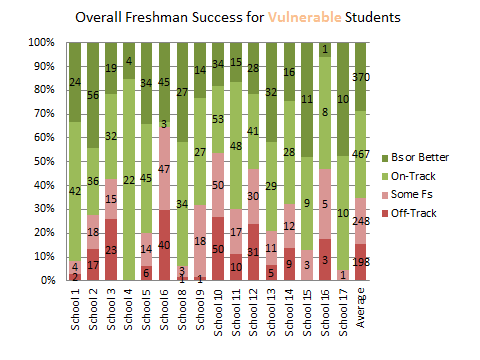 Overall Freshman Success for Vulnerable Students
100%
90%
80%
70%
60%
50%
40%
30%
20%
10%
0%
24 56 19 4 34 45 27 14 34 15 28 32 16 11 1 10 370
42 36 32 22 45 3 34 27 53 48 41 29 28 9 8 10 467
4 18 15 14 47 3 18 50 17 30 11 12 3 5 1 248
2 17 23 6 40 1 1 50 10 31 5 9 3 198
School 1
School 2
School 3
School 4
School 5
School 6
School 8
School 9
School 10
School 11
School 12
School 13
School 14
School 15
School 16
School 17
Average
Bs or Better
On-Track
Some Fs
Off-Track